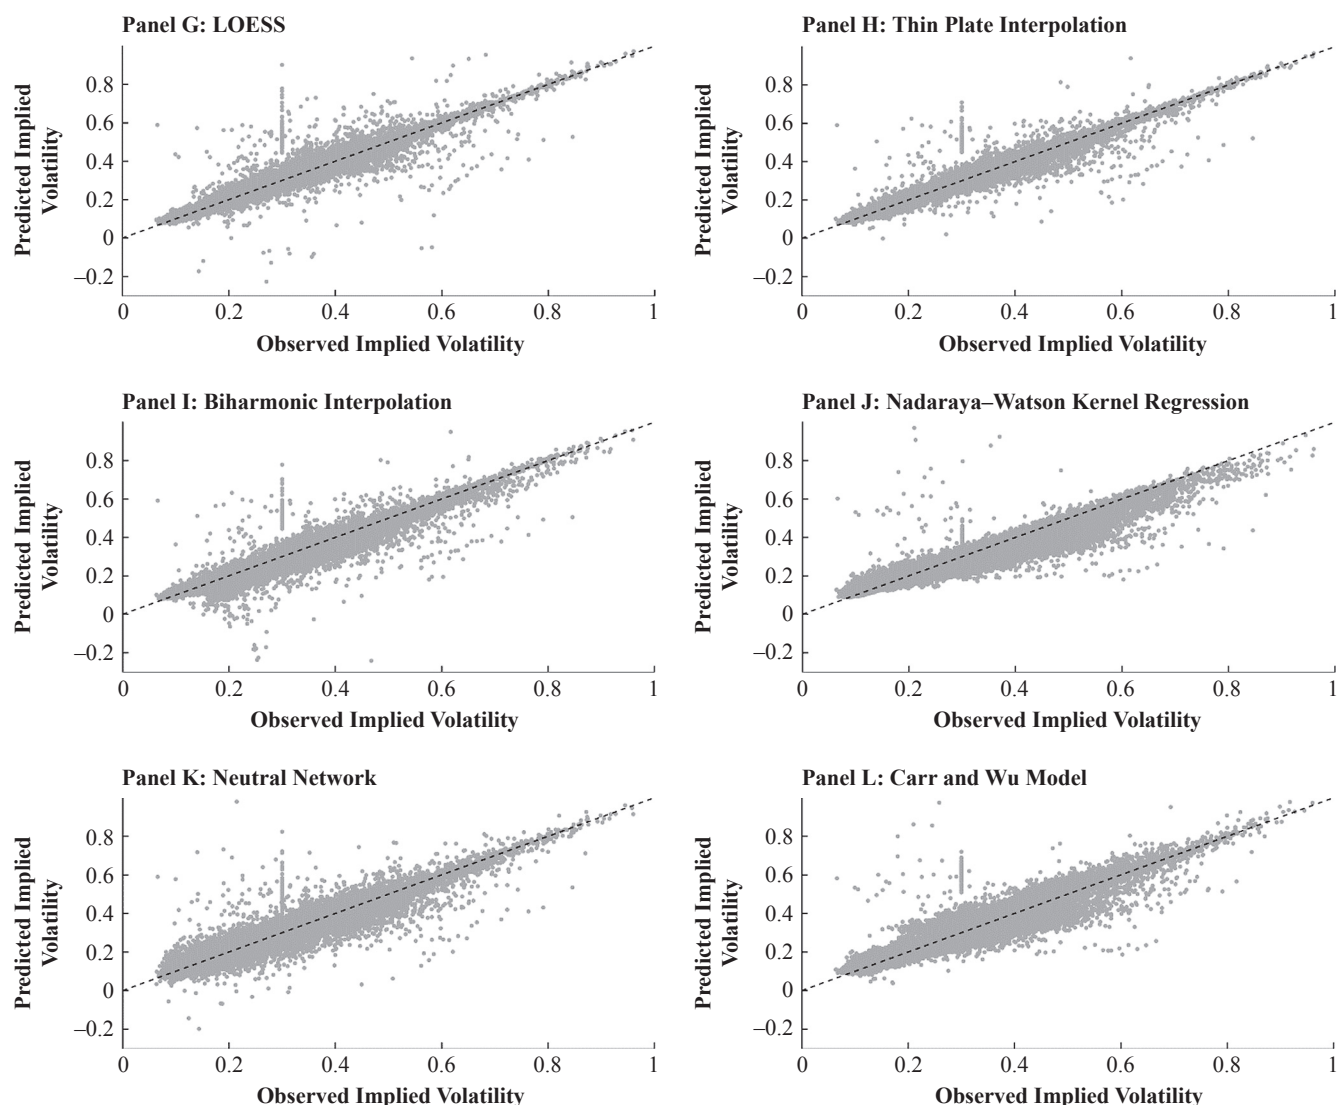 Panel G: LOESS
0.8
0.6
0.4
0.2
0
–0.2
Predicted Implied
Volatility
0 0.2 0.4 0.6 0.8 1
Observed Implied Volatility
Panel H: Thin Plate Interpolation
0.8
0.6
0.4
0.2
0
–0.2
Predicted Implied
Volatility
0 0.2 0.4 0.6 0.8 1
Observed Implied Volatility
Panel I: Biharmonic Interpolation
0.8
0.6
0.4
0.2
0
–0.2
Predicted Implied
Volatility
0 0.2 0.4 0.6 0.8 1
Observed Implied Volatility
Panel J: Nadaraya–Watson Kernel Regression
0.8
0.6
0.4
0.2
0
–0.2
Predicted Implied
Volatility
0 0.2 0.4 0.6 0.8 1
Observed Implied Volatility
Panel K: Neutral Network
0.8
0.6
0.4
0.2
0
–0.2
Predicted Implied
Volatility
0 0.2 0.4 0.6 0.8 1
Observed Implied Volatility
Panel L: Carr and Wu Model
0.8
0.6
0.4
0.2
0
–0.2
Predicted Implied
Volatility
0 0.2 0.4 0.6 0.8 1
Observed Implied Volatility